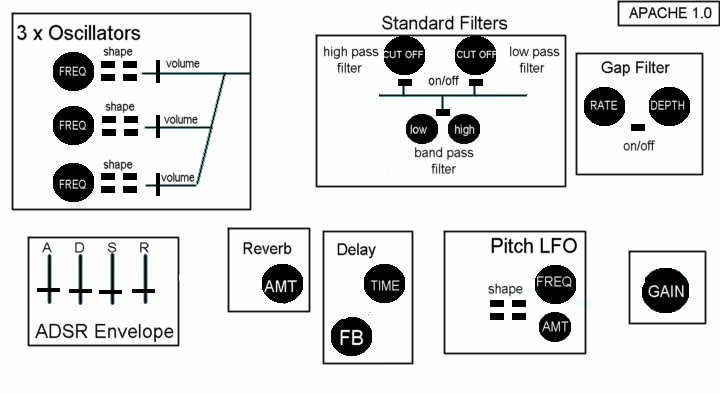 APACHE 1.0
3 x Oscillators
shape
FREQ
volume
shape
FREQ
volume
shape
FREQ
volume
Standard Filters
high pass
filter
CUT OFF
CUT OFF
low pass
filter
on/off
low
high
band pass
filter
Gap Filter
RATE
DEPTH
on/off
A D S R
ADSR Envelope
Reverb
AMT
Delay
TIME
FB
Pitch LFO
shape
FREQ
AMT
GAIN